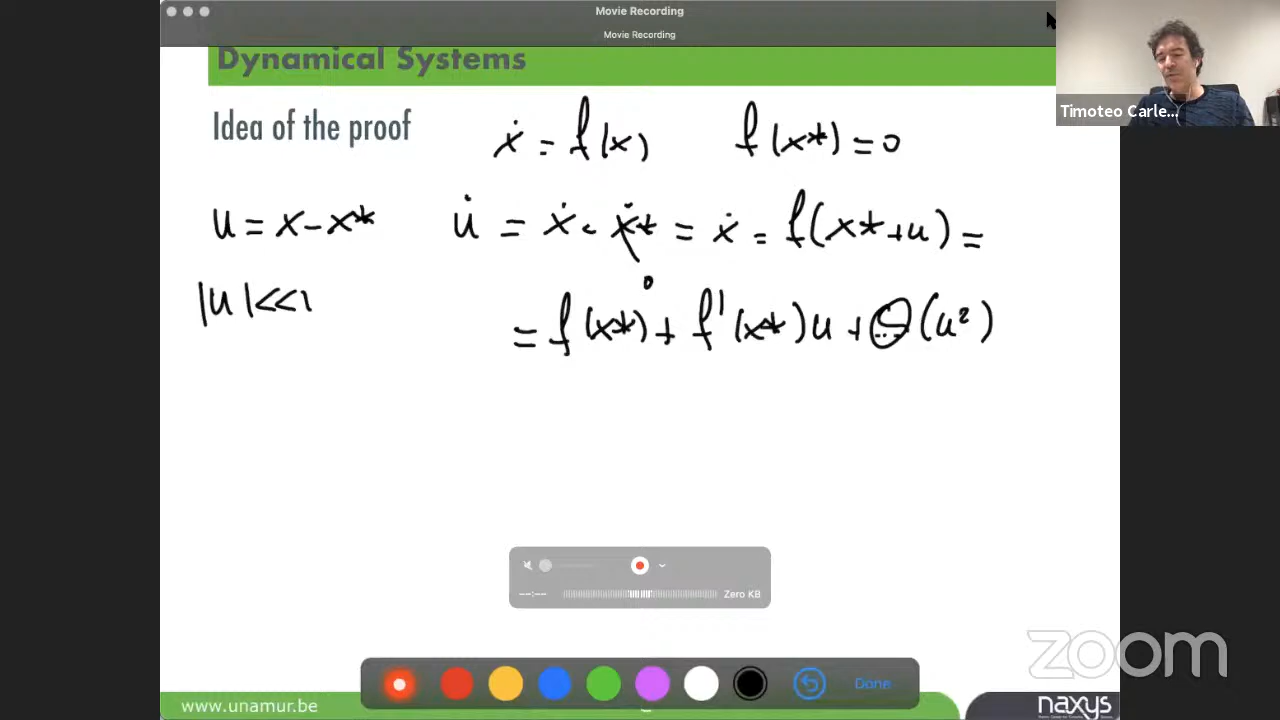 Movie Recording
Movie Recording
Dynamical Systems
Timoteo Carle...
Idea of the proof
ẋ = f(x) f(x*) = 0
u = x - x* u̇ = ẋ - ẋ* = ẋ = f(x* + u) =
|u| << 1
0
= f(x*) + f'(x*)u + O(u²)
--:-- Zero KB
Done
zoom
www.unamur.be
naxys